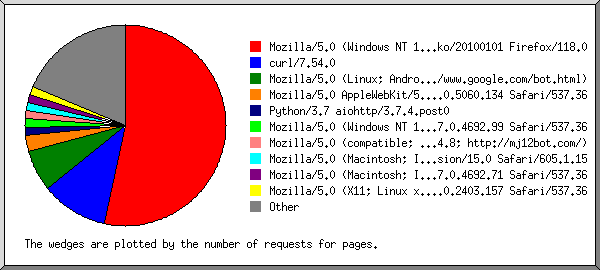 Mozilla/5.0 (Windows NT 1...ko/20100101 Firefox/118.0
curl/7.54.0
Mozilla/5.0 (Linux; Andro.../www.google.com/bot.html)
Mozilla/5.0 AppleWebKit/5....0.5060.134 Safari/537.36
Python/3.7 aiohttp/3.7.4.post0
Mozilla/5.0 (Windows NT 1...7.0.4692.99 Safari/537.36
Mozilla/5.0 (compatible; ...4.8; http://mj12bot.com/)
Mozilla/5.0 (Macintosh; I...sion/15.0 Safari/605.1.15
Mozilla/5.0 (Macintosh; I...7.0.4692.71 Safari/537.36
Mozilla/5.0 (X11; Linux x....0.2403.157 Safari/537.36
Other
The wedges are plotted by the number of requests for pages.